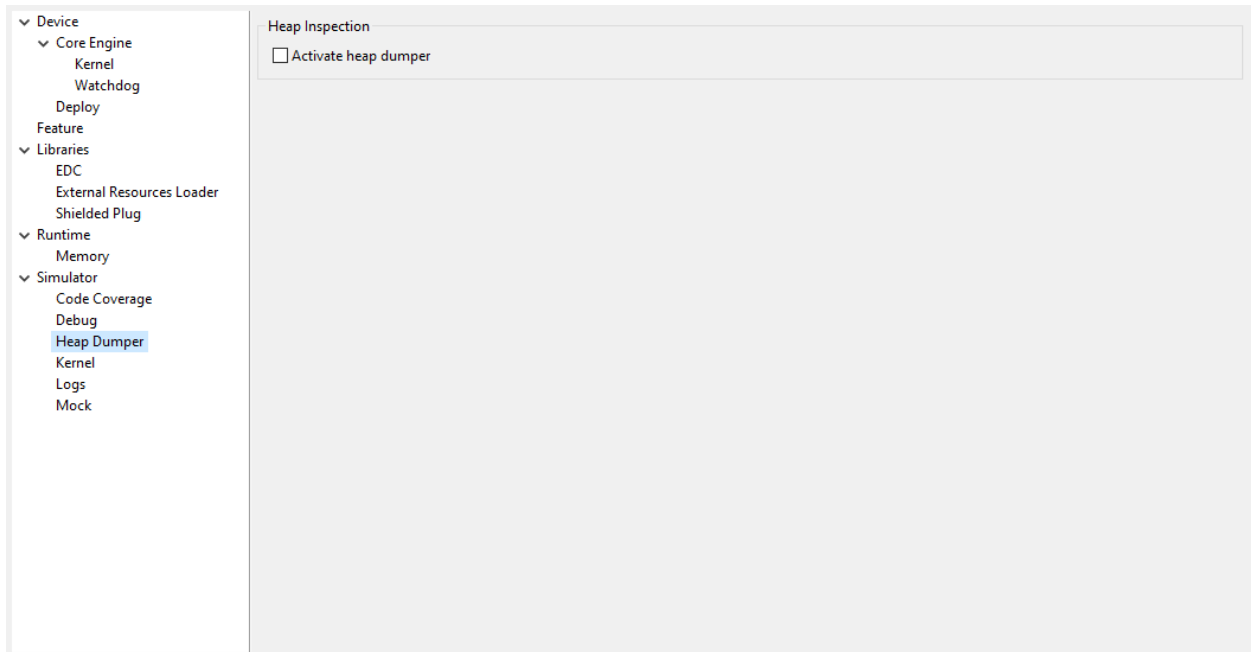 Device
Core Engine
Kernel
Watchdog
Deploy
Feature
Libraries
EDC
External Resources Loader
Shielded Plug
Runtime
Memory
Simulator
Code Coverage
Debug
Heap Dumper
Kernel
Logs
Mock
Heap Inspection
Activate heap dumper